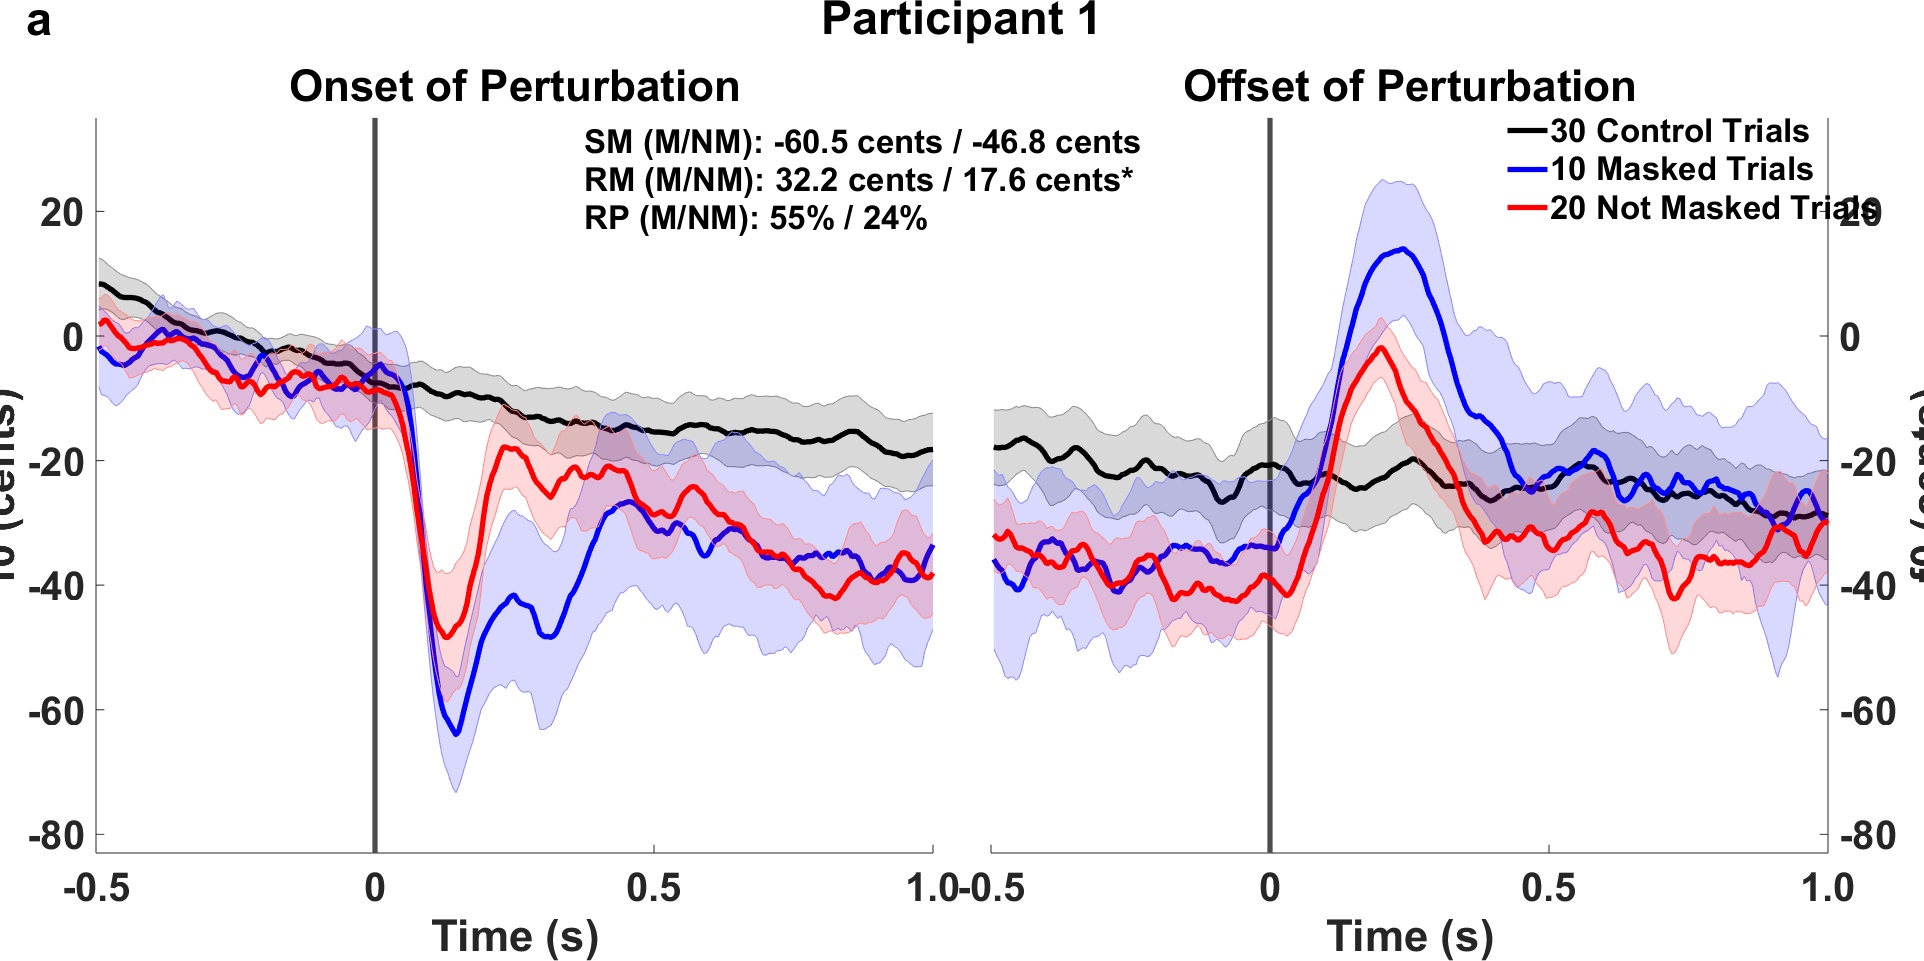 a
Participant 1
Onset of Perturbation
Offset of Perturbation
SM (M/NM): -60.5 cents / -46.8 cents
RM (M/NM): 32.2 cents / 17.6 cents*
RP (M/NM): 55% / 24%
30 Control Trials
10 Masked Trials
20 Not Masked Trials
20
0
-20
-40
-60
-80
(cents)
20
0
-20
-40
-60
-80
f0 (cents)
-0.5
0
0.5
1.0
-0.5
0
0.5
1.0
Time (s)
Time (s)